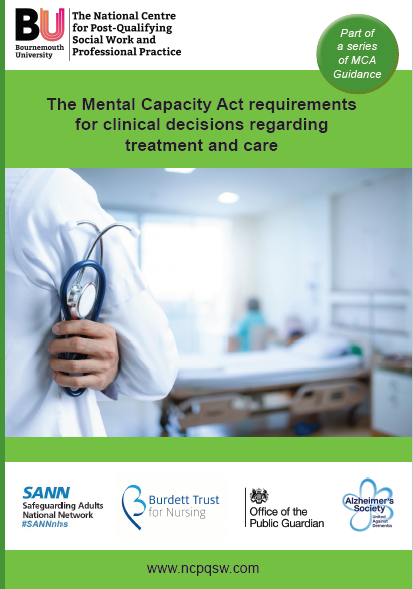 BU
Bournemouth
University
The National Centre
for Post-Qualifying
Social Work and
Professional Practice
Part of
a series
of MCA
Guidance
The Mental Capacity Act requirements
for clinical decisions regarding
treatment and care
SANN
Safeguarding Adults
National Network
#SANNnhs
Burdett Trust
for Nursing
Office of the
Public Guardian
Alzheimer's
Society
United
Against
Dementia
www.ncpqsw.com